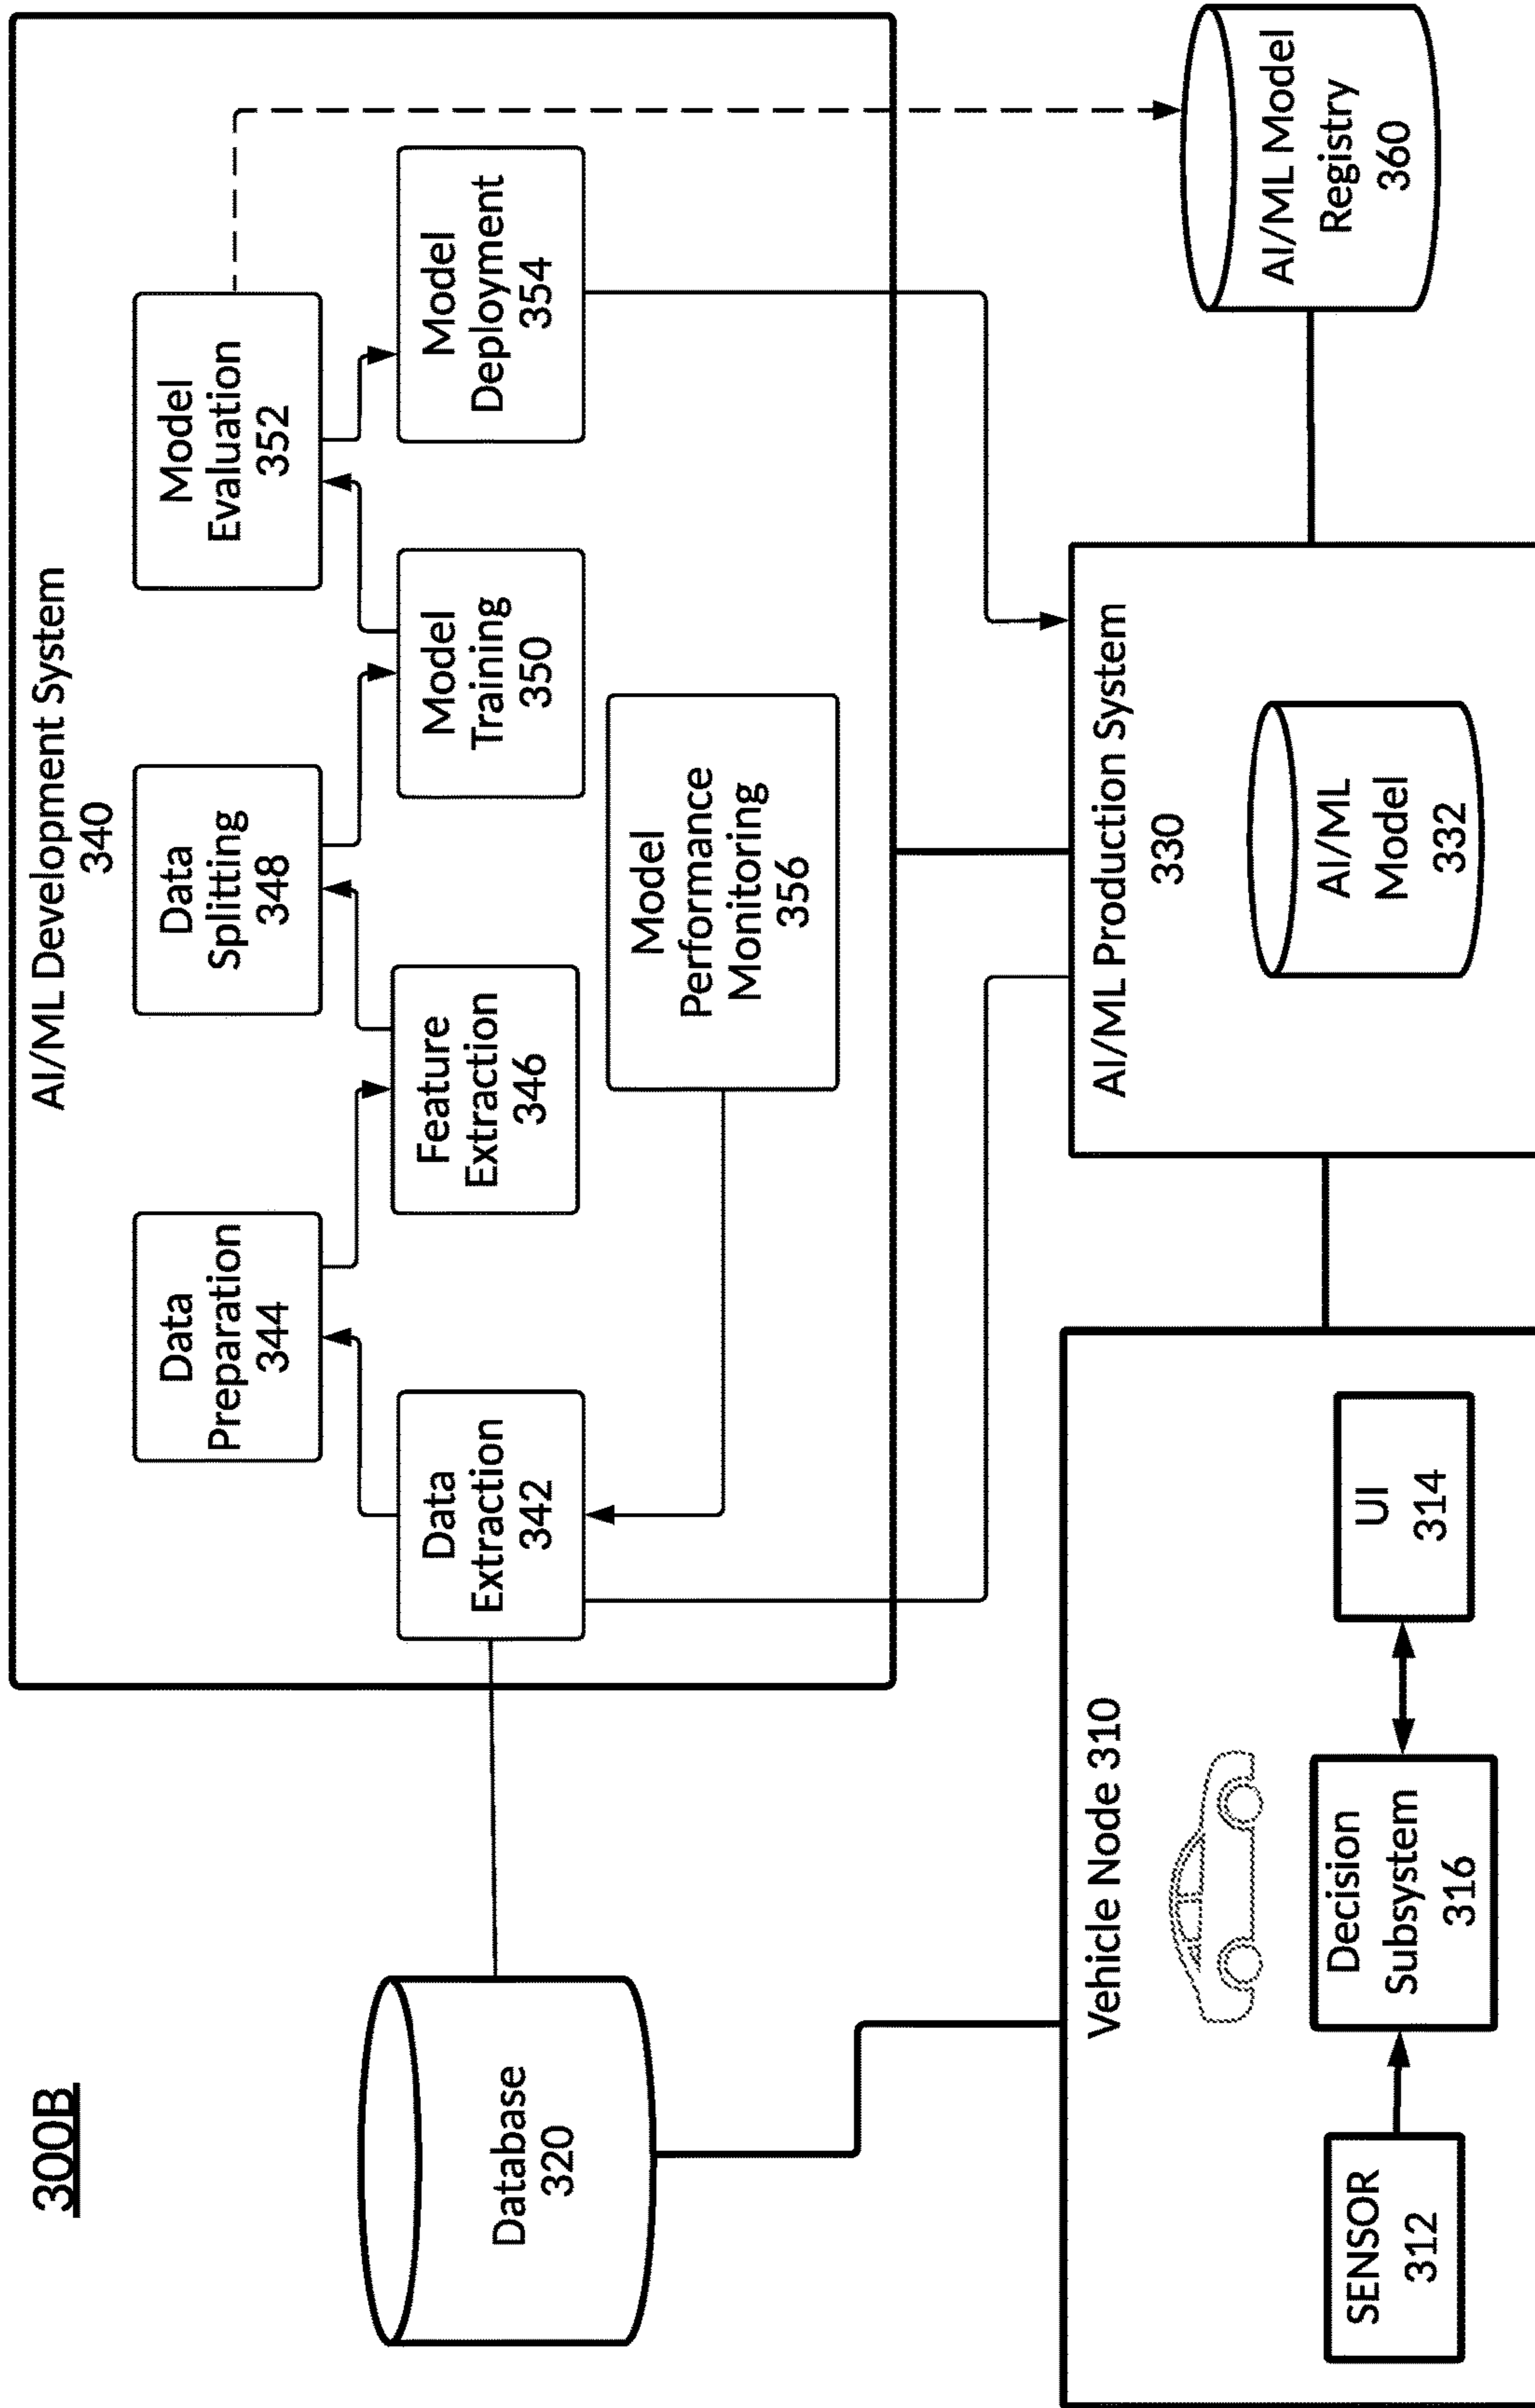 300B
AI/ML Development System
340
Data
Preparation
344
Data
Splitting
348
Model
Evaluation
352
Data
Extraction
342
Feature
Extraction
346
Model
Training
350
Model
Deployment
354
Model
Performance
Monitoring
356
Database
320
Vehicle Node 310
SENSOR
312
Decision
Subsystem
316
UI
314
AI/ML Production System
330
AI/ML
Model
332
AI/ML Model
Registry
360